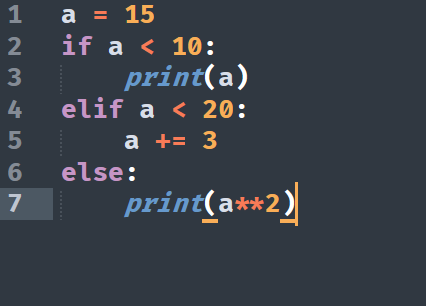 1 a = 15
2 if a < 10:
3     print(a)
4 elif a < 20:
5     a += 3
6 else:
7     print(a**2)